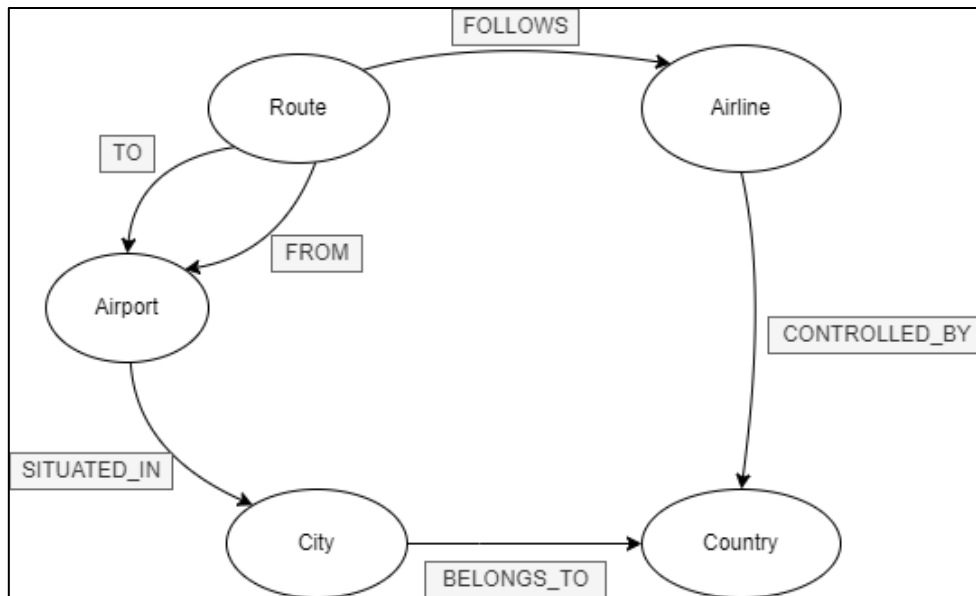 FOLLOWS
Route
Airline
TO
FROM
Airport
CONTROLLED_BY
SITUATED_IN
City
Country
BELONGS_TO